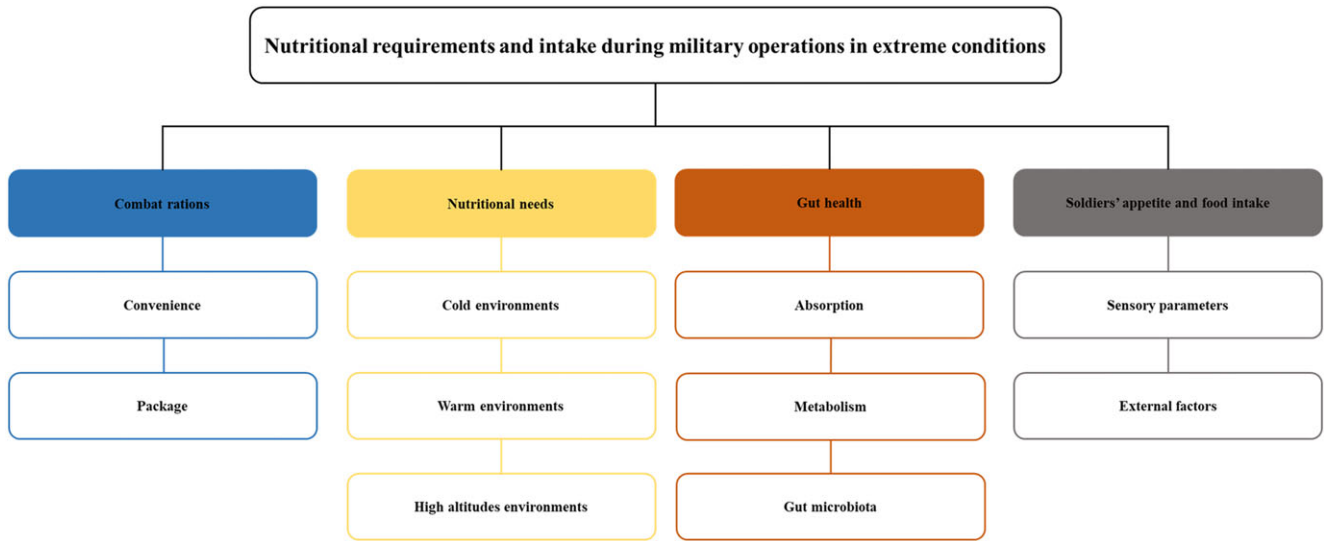 Nutritional requirements and intake during military operations in extreme conditions
Combat rations
Nutritional needs
Gut health
Soldiers’ appetite and food intake
Convenience
Cold environments
Absorption
Sensory parameters
Package
Warm environments
Metabolism
External factors
High altitudes environments
Gut microbiota